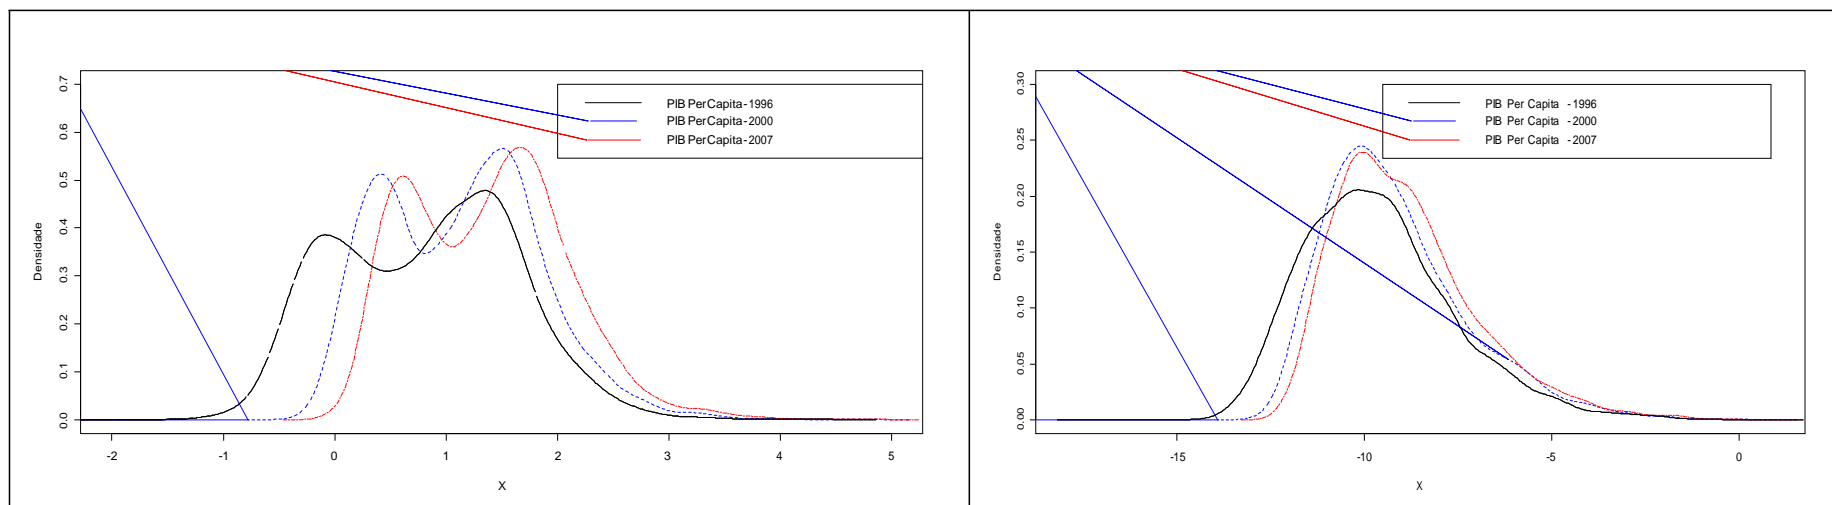 0.0 0.1 0.2 0.3 0.4 0.5 0.6 0.7
Densidade
PIB PerCapita-1996
PIB PerCapita-2000
PIB PerCapita-2007
-2 -1 0 1 2 3 4 5
X
0.00 0.05 0.10 0.15 0.20 0.25 0.30
Densidade
PIB Per Capita -1996
PIB Per Capita -2000
PIB Per Capita -2007
-15 -10 -5 0
X